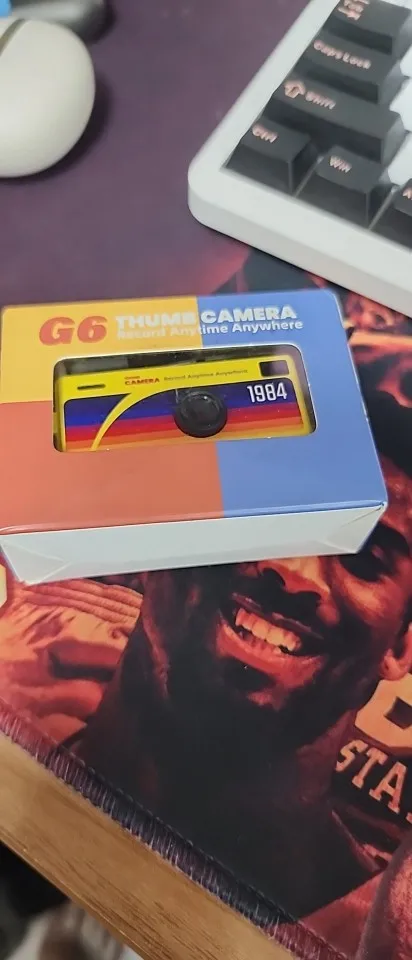 Caps Lock
Shift
Ctrl
Win
G6 THUMB CAMERA
Record Anytime Anywhere
CAMERA Record Anytime Anywhere
1984
STA